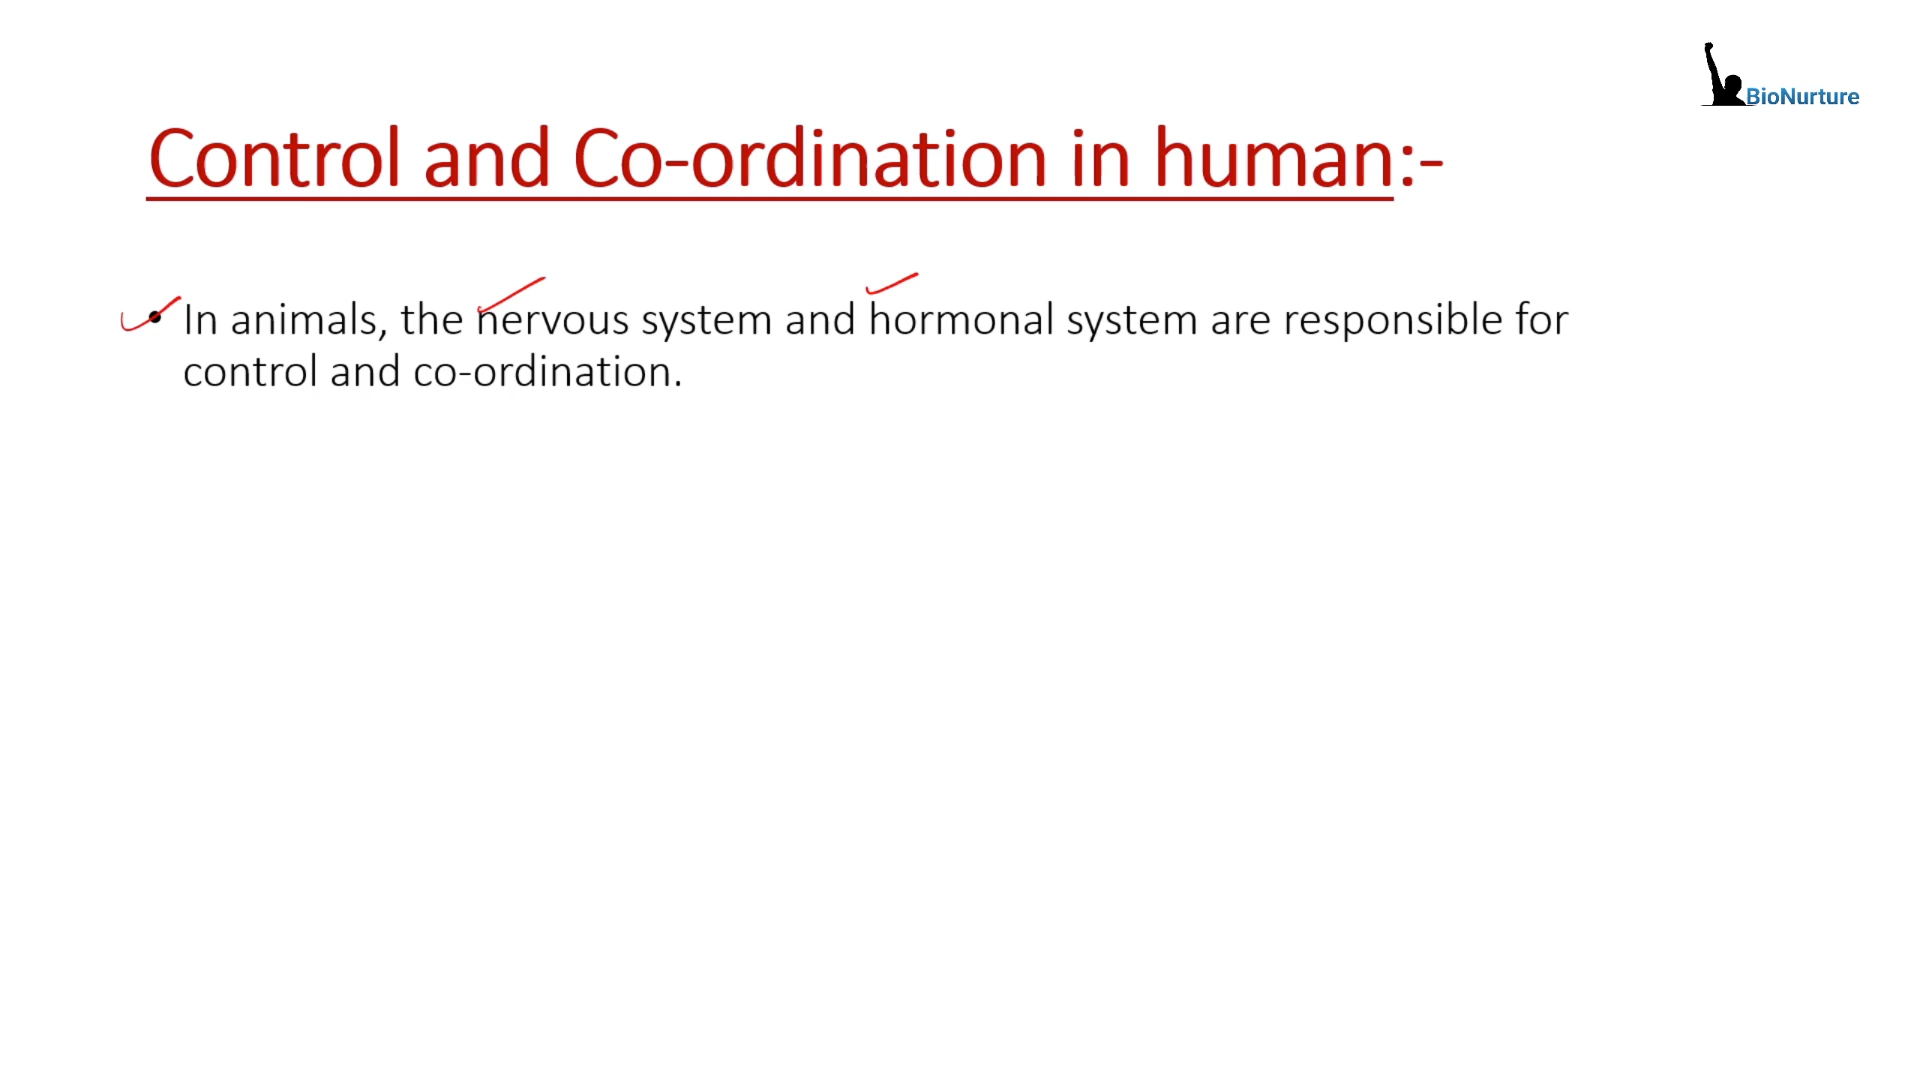 BioNurture
Control and Co-ordination in human:-
• In animals, the nervous system and hormonal system are responsible for
control and co-ordination.